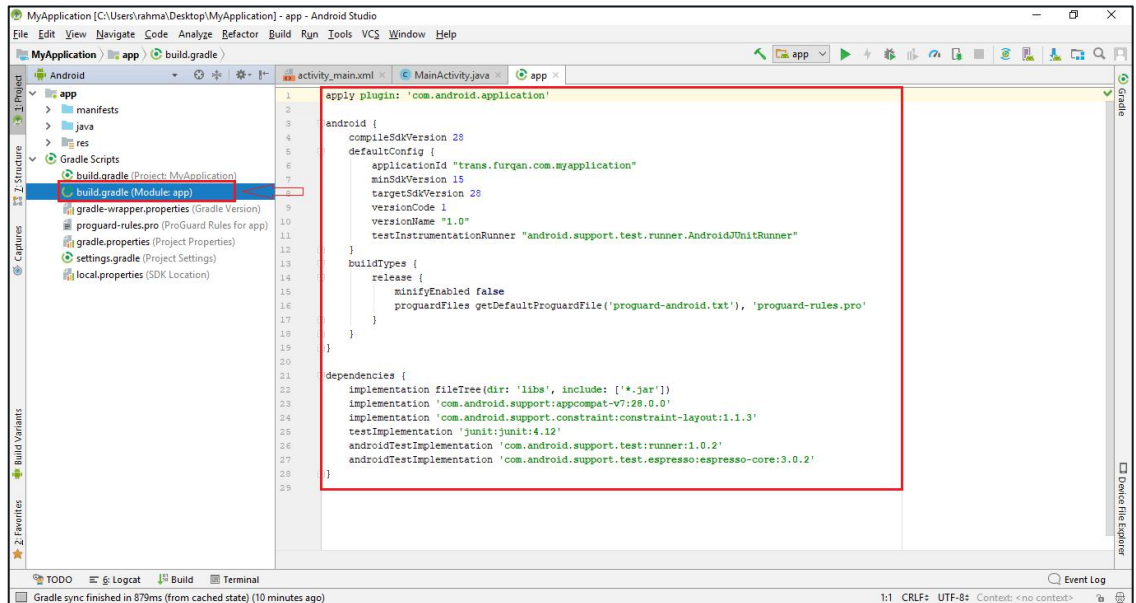 MyApplication [C:\Users\rahma\Desktop\MyApplication] - app - Android Studio
File Edit View Navigate Code Analyze Refactor Build Run Tools VCS Window Help
MyApplication app build.gradle
app
Android
activity_main.xml MainActivity.java app
1: Project
Z: Structure
Captures
Build Variants
2: Favorites
app
manifests
java
res
Gradle Scripts
build.gradle (Project: MyApplication)
build.gradle (Module: app)
gradle-wrapper.properties (Gradle Version)
proguard-rules.pro (ProGuard Rules for app)
gradle.properties (Project Properties)
settings.gradle (Project Settings)
local.properties (SDK Location)
1 apply plugin: 'com.android.application'
2
3 android {
4 compileSdkVersion 28
5 defaultConfig {
6 applicationId "trans.furqan.com.myapplication"
7 minSdkVersion 15
8 targetSdkVersion 28
9 versionCode 1
10 versionName "1.0"
11 testInstrumentationRunner "android.support.test.runner.AndroidJUnitRunner"
12 }
13 buildTypes {
14 release {
15 minifyEnabled false
16 proguardFiles getDefaultProguardFile('proguard-android.txt'), 'proguard-rules.pro'
17 }
18 }
19 }
20
21 dependencies {
22 implementation fileTree(dir: 'libs', include: ['*.jar'])
23 implementation 'com.android.support:appcompat-v7:28.0.0'
24 implementation 'com.android.support.constraint:constraint-layout:1.1.3'
25 testImplementation 'junit:junit:4.12'
26 androidTestImplementation 'com.android.support.test:runner:1.0.2'
27 androidTestImplementation 'com.android.support.test.espresso:espresso-core:3.0.2'
28 }
29
Gradle
Device File Explorer
TODO 6: Logcat Build Terminal Event Log
Gradle sync finished in 879ms (from cached state) (10 minutes ago) 1:1 CRLF UTF-8 Context: <no context>